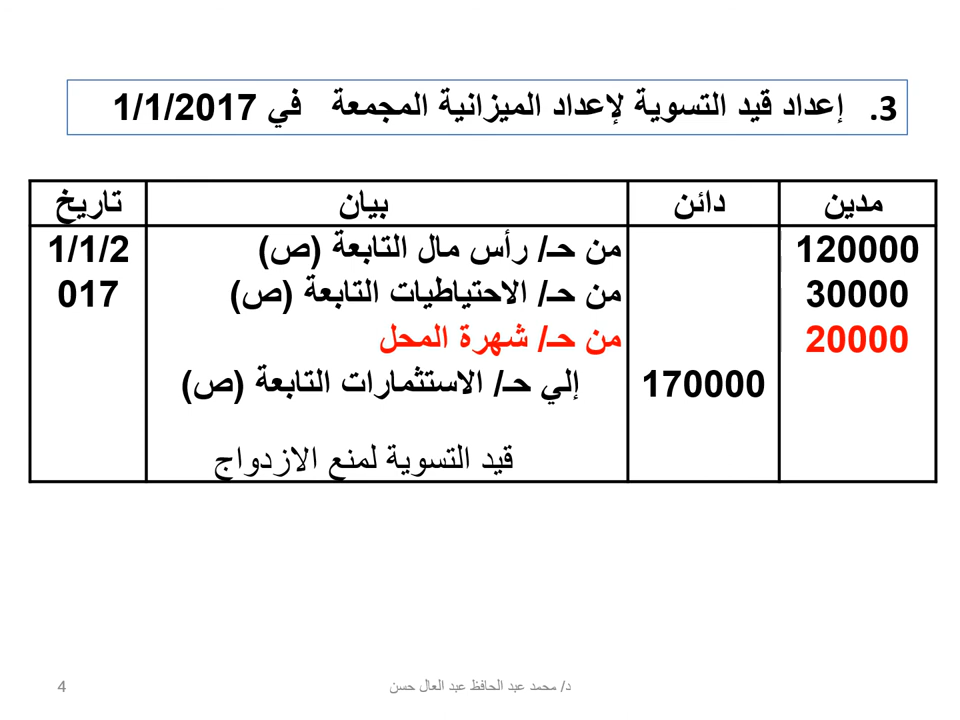 3. إعداد قيد التسوية لإعداد الميزانية المجمعة في 1/1/2017
مدين دائن بيان تاريخ
120000 من حـ/ رأس مال التابعة (ص) 1/1/2
30000 من حـ/ الاحتياطيات التابعة (ص) 017
20000 من حـ/ شهرة المحل
170000 إلي حـ/ الاستثمارات التابعة (ص)
قيد التسوية لمنع الازدواج
د/ محمد عبد الحافظ عبد العال حسن
4